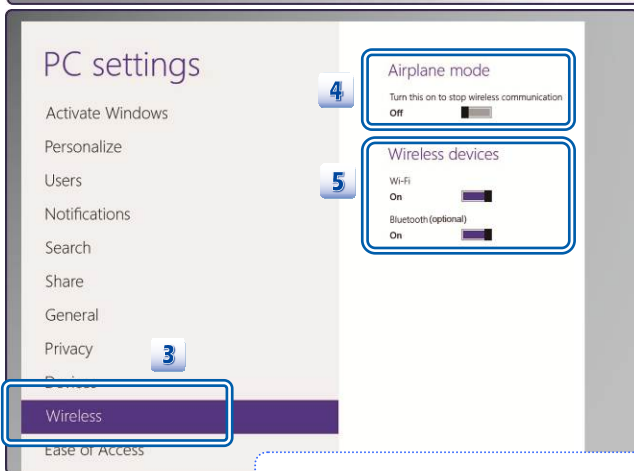 PC settings
Activate Windows
Personalize
Users
Notifications
Search
Share
General
Privacy
3
Devices
Wireless
Ease of Access
4
Airplane mode
Turn this on to stop wireless communication
Off
5
Wireless devices
Wi-Fi
On
Bluetooth (optional)
On